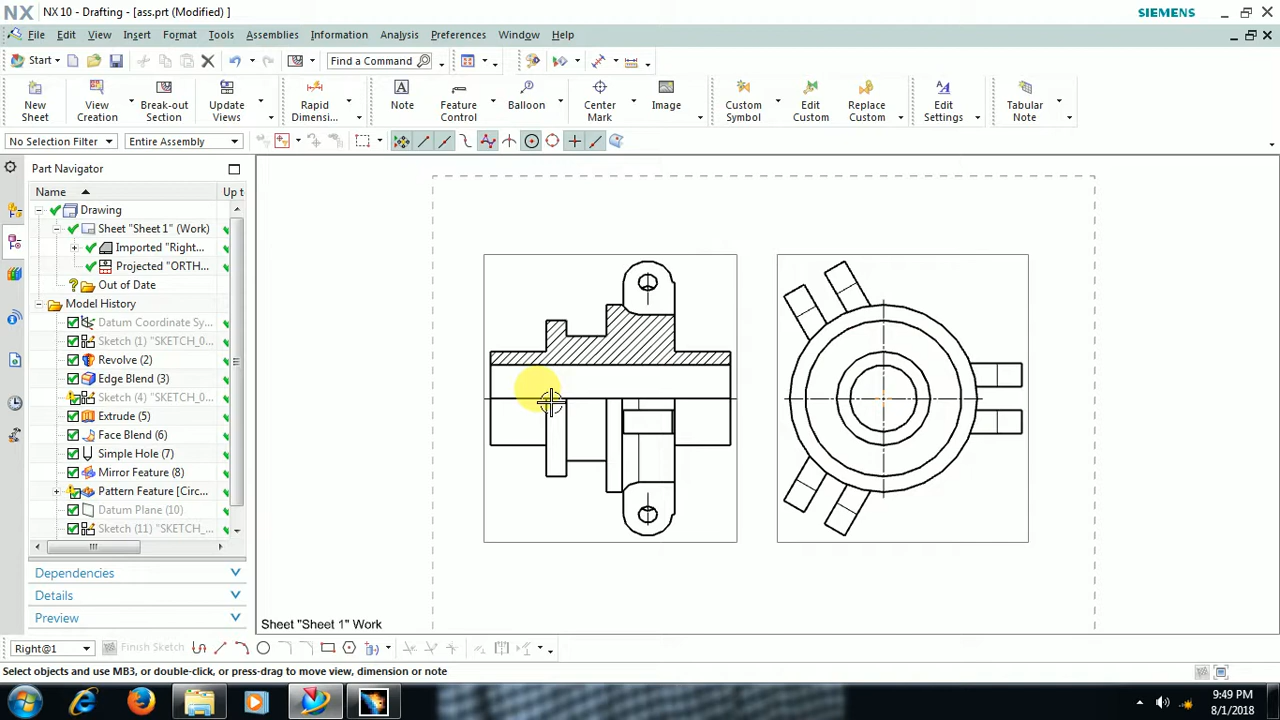 NX NX 10 - Drafting - [ass.prt (Modified) ] SIEMENS
File Edit View Insert Format Tools Assemblies Information Analysis Preferences Window Help
Start Find a Command
New Sheet View Creation Break-out Section Update Views Rapid Dimensi... Note Feature Control Balloon Center Mark Image Custom Symbol Edit Custom Replace Custom Edit Settings Tabular Note
No Selection Filter Entire Assembly
Part Navigator
Name Up t
Drawing
Sheet "Sheet 1" (Work)
Imported "Right...
Projected "ORTH...
Out of Date
Model History
Datum Coordinate Sy...
Sketch (1) "SKETCH_0...
Revolve (2)
Edge Blend (3)
Sketch (4) "SKETCH_0...
Extrude (5)
Face Blend (6)
Simple Hole (7)
Mirror Feature (8)
Pattern Feature [Circ...
Datum Plane (10)
Sketch (11) "SKETCH_...
Dependencies
Details
Preview
Sheet "Sheet 1" Work
Right@1 Finish Sketch
Select objects and use MB3, or double-click, or press-drag to move view, dimension or note
9:49 PM
8/1/2018